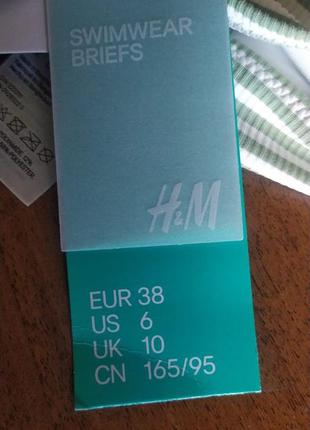 SWIMWEAR
BRIEFS
H&M
EUR 38
US 6
UK 10
CN 165/95